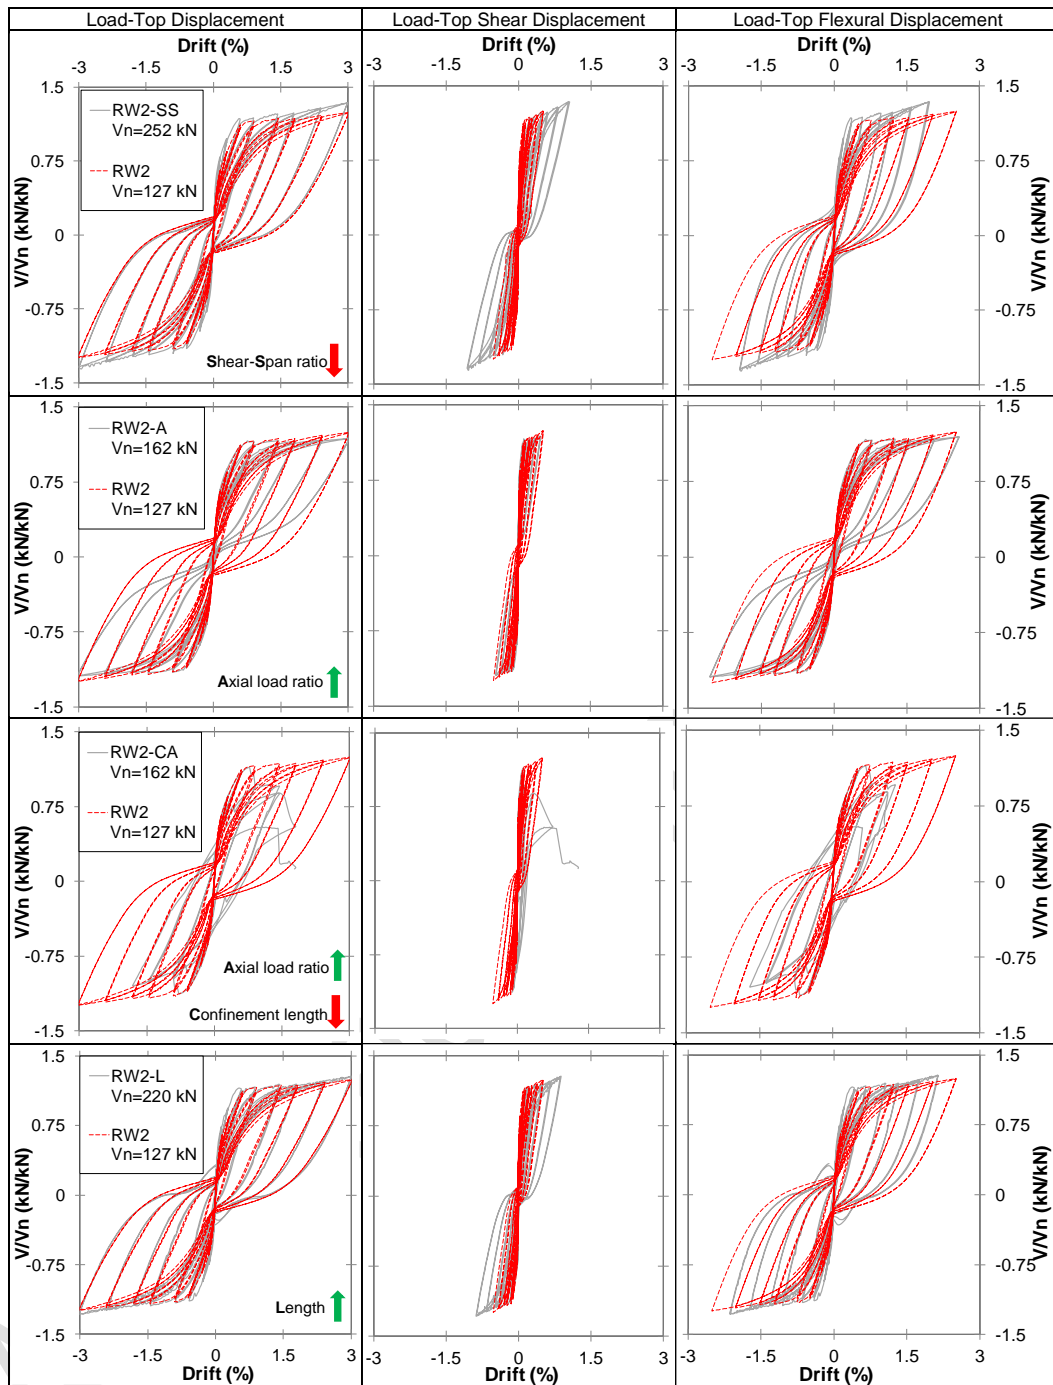 Load-Top Displacement
Load-Top Shear Displacement
Load-Top Flexural Displacement
Drift (%)
Drift (%)
Drift (%)
-3 -1.5 0 1.5 3
-3 -1.5 0 1.5 3
-3 -1.5 0 1.5 3
1.5
0.75
0
-0.75
-1.5
V/Vn (kN/kN)
RW2-SS
Vn=252 kN
RW2
Vn=127 kN
Shear-Span ratio
1.5
0.75
0
-0.75
-1.5
V/Vn (kN/kN)
1.5
0.75
0
-0.75
-1.5
V/Vn (kN/kN)
RW2-A
Vn=162 kN
RW2
Vn=127 kN
Axial load ratio
1.5
0.75
0
-0.75
-1.5
V/Vn (kN/kN)
1.5
0.75
0
-0.75
-1.5
V/Vn (kN/kN)
RW2-CA
Vn=162 kN
RW2
Vn=127 kN
Axial load ratio
Confinement length
1.5
0.75
0
-0.75
-1.5
V/Vn (kN/kN)
1.5
0.75
0
-0.75
-1.5
V/Vn (kN/kN)
RW2-L
Vn=220 kN
RW2
Vn=127 kN
Length
1.5
0.75
0
-0.75
-1.5
V/Vn (kN/kN)
-3 -1.5 0 1.5 3
-3 -1.5 0 1.5 3
-3 -1.5 0 1.5 3
Drift (%)
Drift (%)
Drift (%)